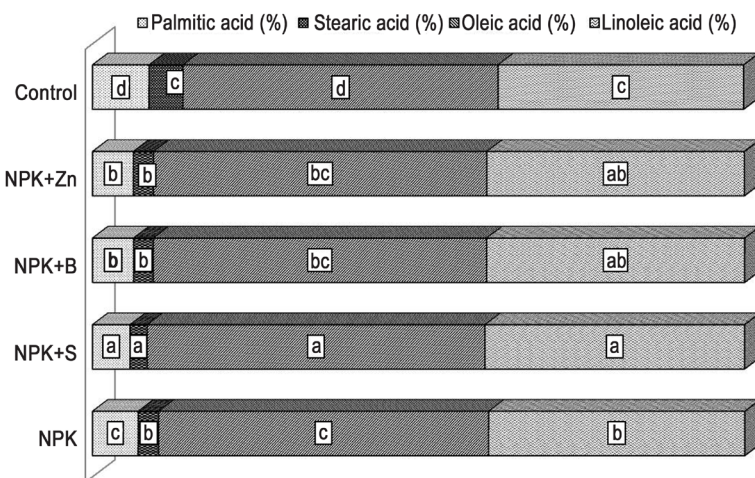 Palmitic acid (%) Stearic acid (%) Oleic acid (%) Linoleic acid (%)
Control d c d c
NPK+Zn b b bc ab
NPK+B b b bc ab
NPK+S a a a a
NPK c b c b